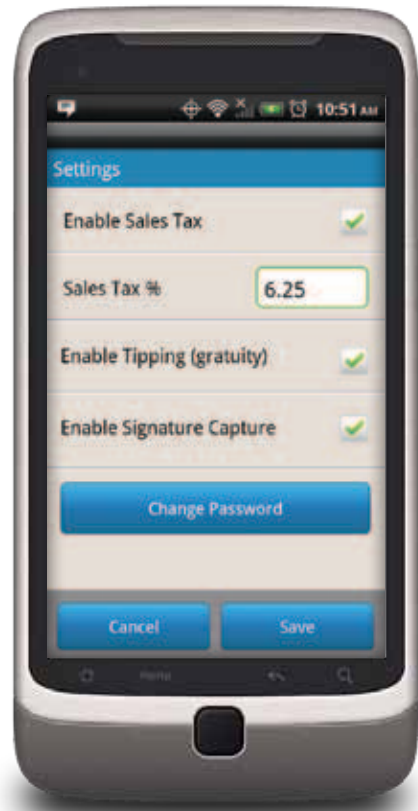 10:51 AM
Settings
Enable Sales Tax
Sales Tax %
6.25
Enable Tipping (gratuity)
Enable Signature Capture
Change Password
Cancel
Save
Home